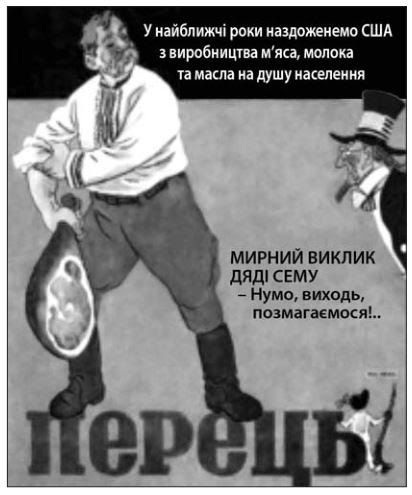 У найближчі роки наздоженемо США
з виробництва м’яса, молока
та масла на душу населення
МИРНИЙ ВИКЛИК
ДЯДІ СЕМУ
– Нумо, виходь,
позмагаємося!..
перець